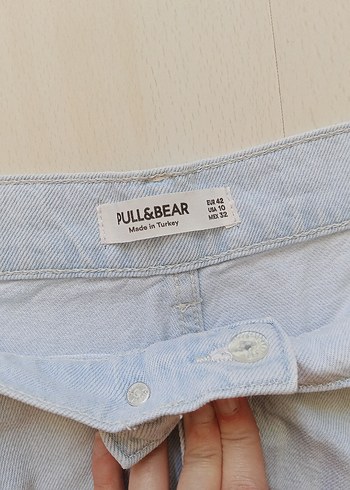 PULL&BEAR
Made in Turkey
EUR 42
USA 10
MEX 32